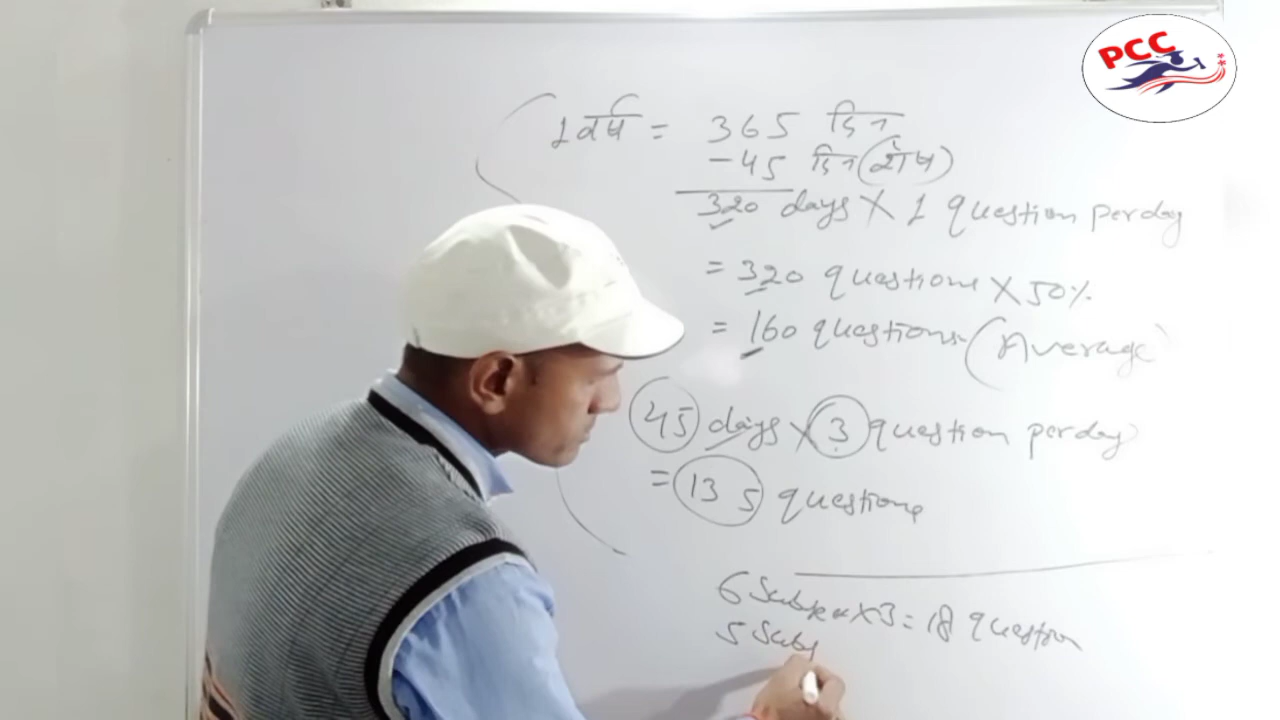 PCC
1 वर्ष = 365 दिन
-45 दिन (शेष)
320 days × 1 question per day
= 320 questions × 50%
= 160 questions (Average)
45 days × 3 question per day
= 135 questions
6 Subject × 3 = 18 question
5 Subj